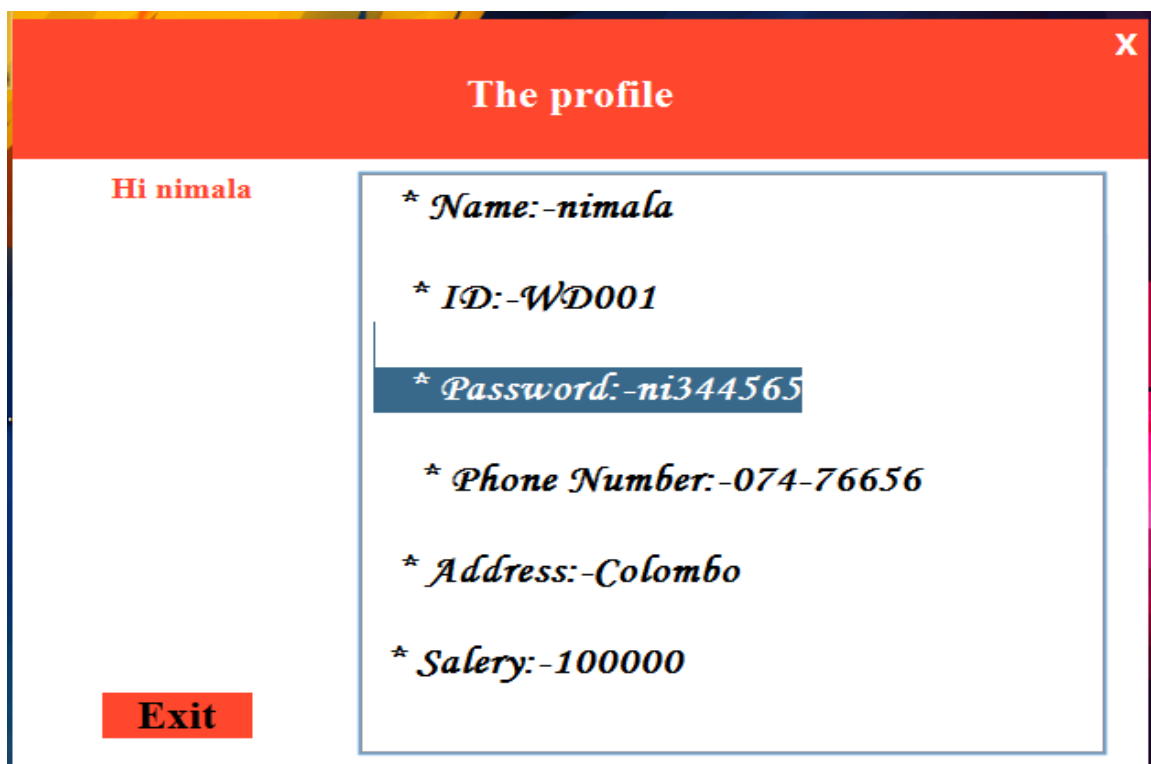 X
The profile
Hi nimala
* Name:-nimala
* ID:-WD001
* Password:-ni344565
* Phone Number:-074-76656
* Address:-Colombo
* Salery:-100000
Exit